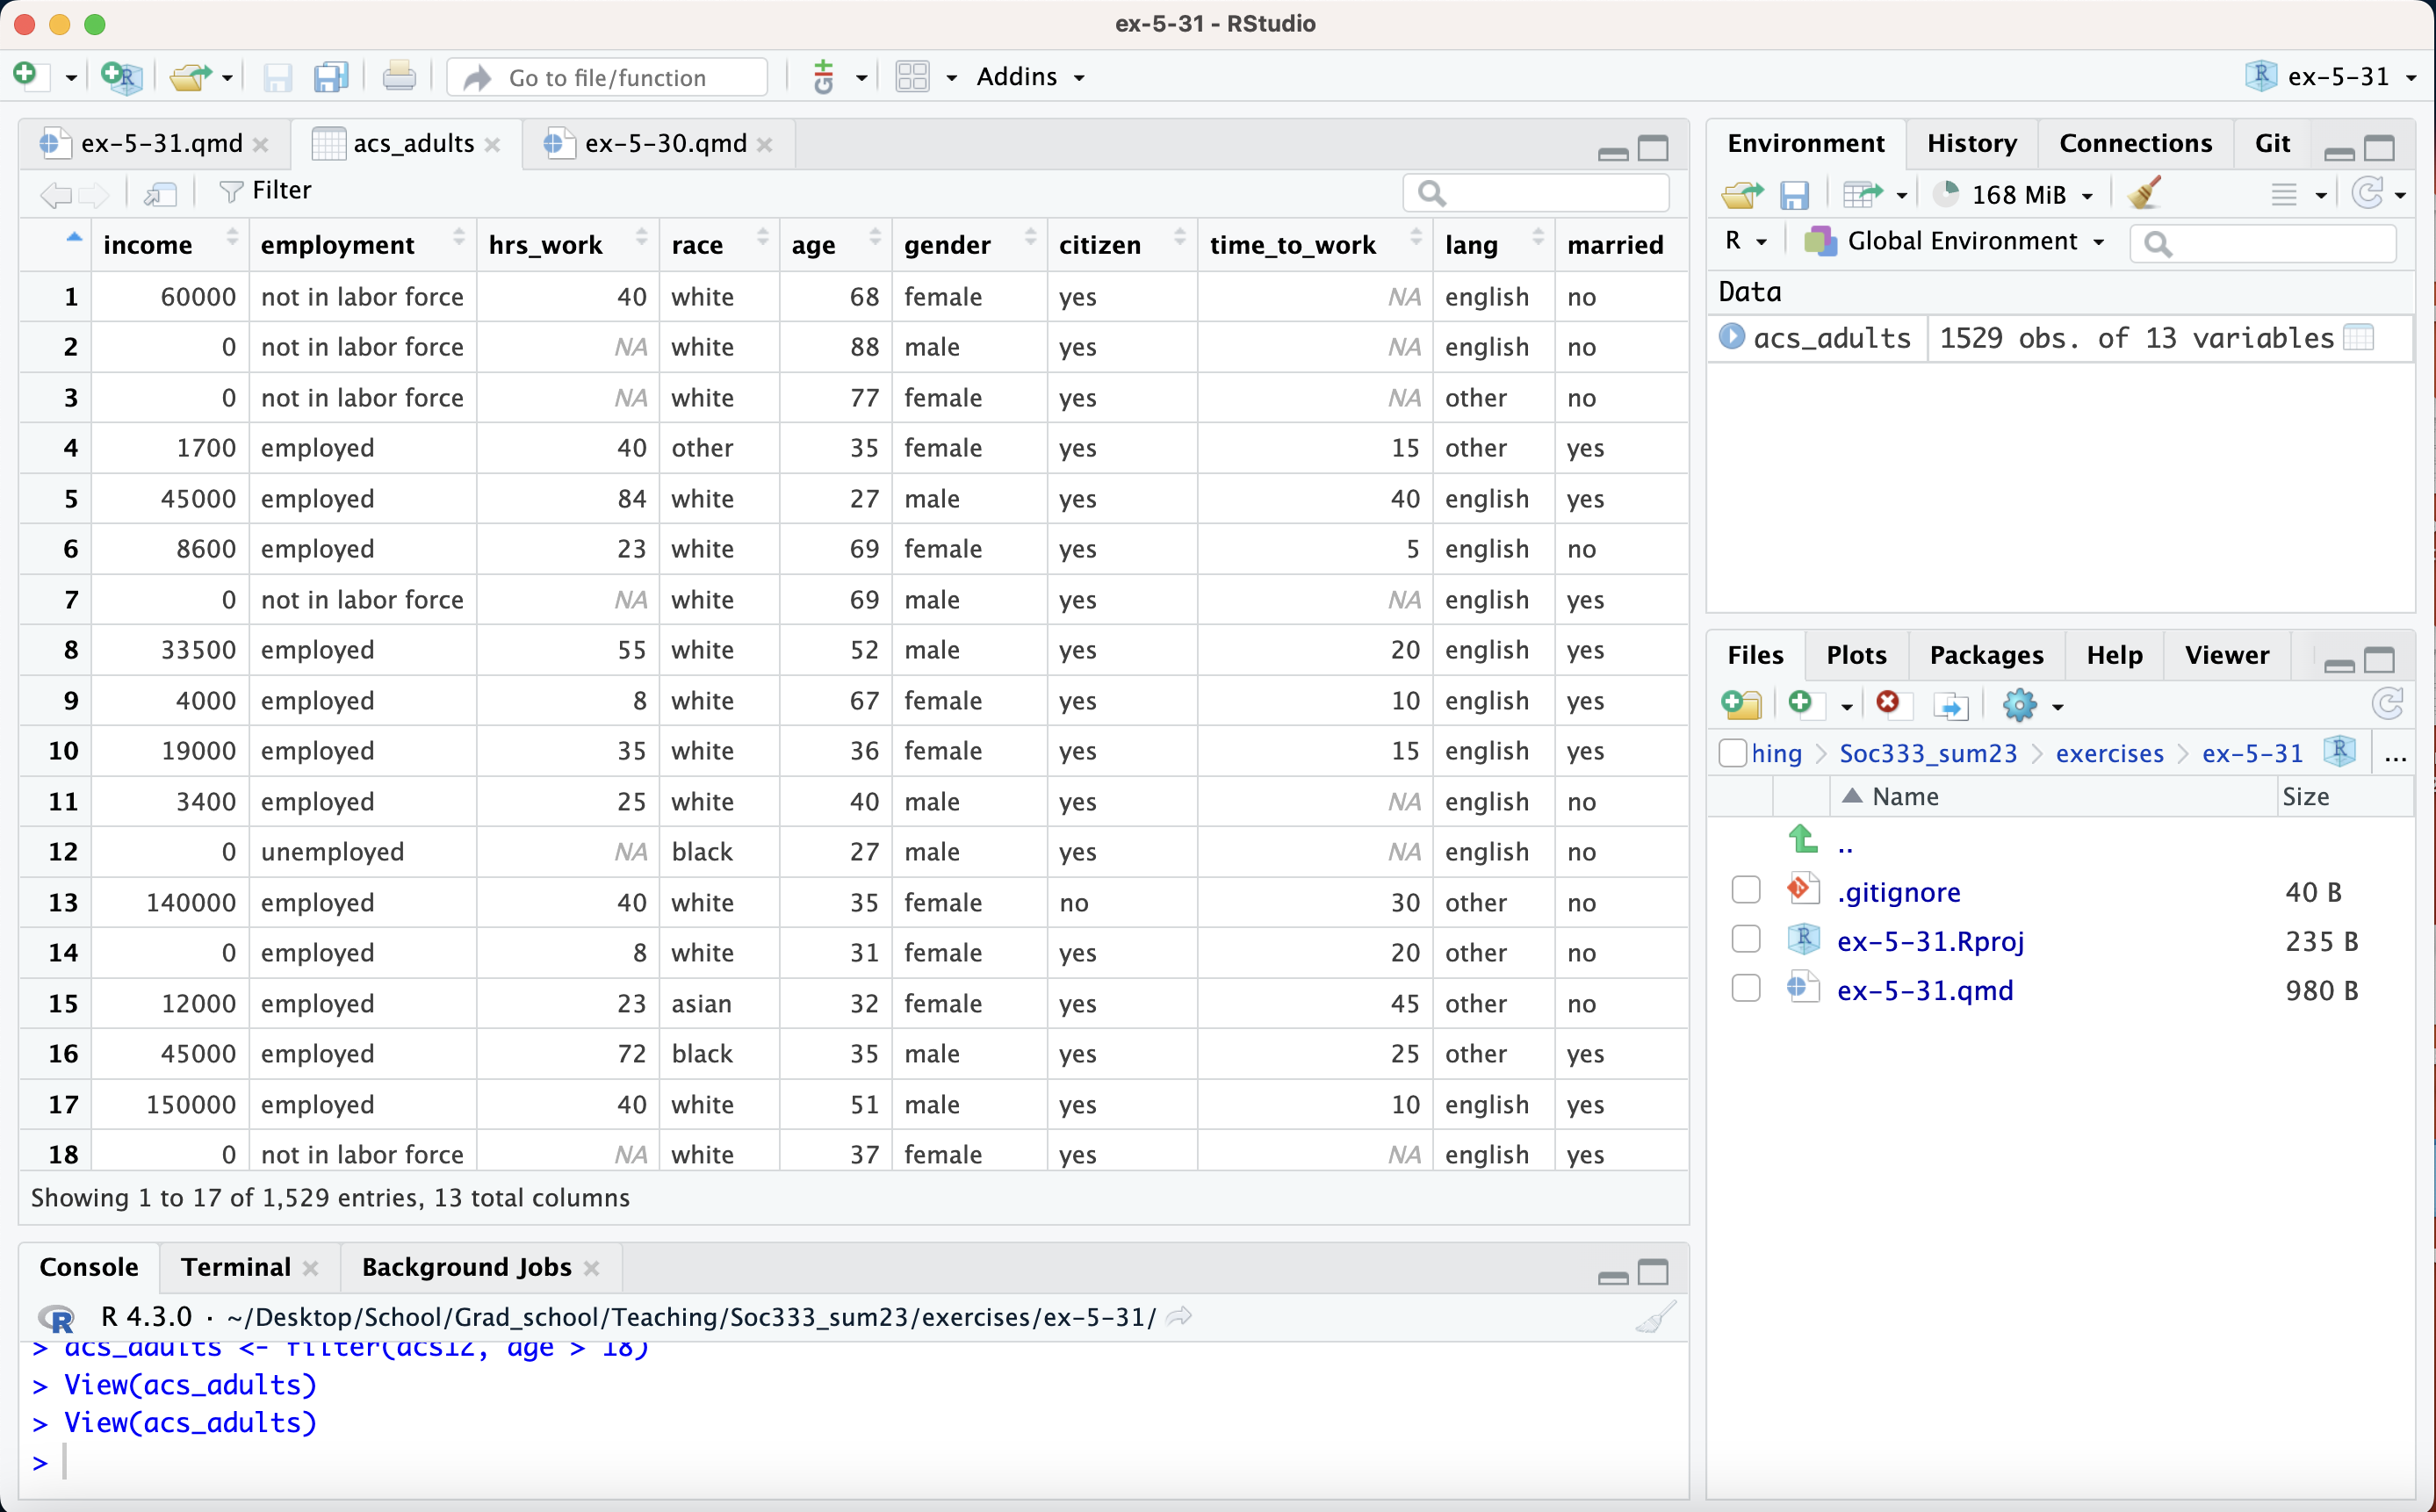 ex-5-31 - RStudio
Go to file/function
Addins
ex-5-31
ex-5-31.qmd
acs_adults
ex-5-30.qmd
Filter
income employment hrs_work race age gender citizen time_to_work lang married
1 60000 not in labor force 40 white 68 female yes NA english no
2 0 not in labor force NA white 88 male yes NA english no
3 0 not in labor force NA white 77 female yes NA other no
4 1700 employed 40 other 35 female yes 15 other yes
5 45000 employed 84 white 27 male yes 40 english yes
6 8600 employed 23 white 69 female yes 5 english no
7 0 not in labor force NA white 69 male yes NA english yes
8 33500 employed 55 white 52 male yes 20 english yes
9 4000 employed 8 white 67 female yes 10 english yes
10 19000 employed 35 white 36 female yes 15 english yes
11 3400 employed 25 white 40 male yes NA english no
12 0 unemployed NA black 27 male yes NA english no
13 140000 employed 40 white 35 female no 30 other no
14 0 employed 8 white 31 female yes 20 other no
15 12000 employed 23 asian 32 female yes 45 other no
16 45000 employed 72 black 35 male yes 25 other yes
17 150000 employed 40 white 51 male yes 10 english yes
18 0 not in labor force NA white 37 female yes NA english yes
Showing 1 to 17 of 1,529 entries, 13 total columns
Console Terminal Background Jobs
R 4.3.0 · ~/Desktop/School/Grad_school/Teaching/Soc333_sum23/exercises/ex-5-31/
> acs_adults <- filter(acs12, age > 18)
> View(acs_adults)
> View(acs_adults)
>
Environment History Connections Git
168 MiB
R Global Environment
Data
acs_adults 1529 obs. of 13 variables
Files Plots Packages Help Viewer
hing > Soc333_sum23 > exercises > ex-5-31 ...
Name Size
..
.gitignore 40 B
ex-5-31.Rproj 235 B
ex-5-31.qmd 980 B